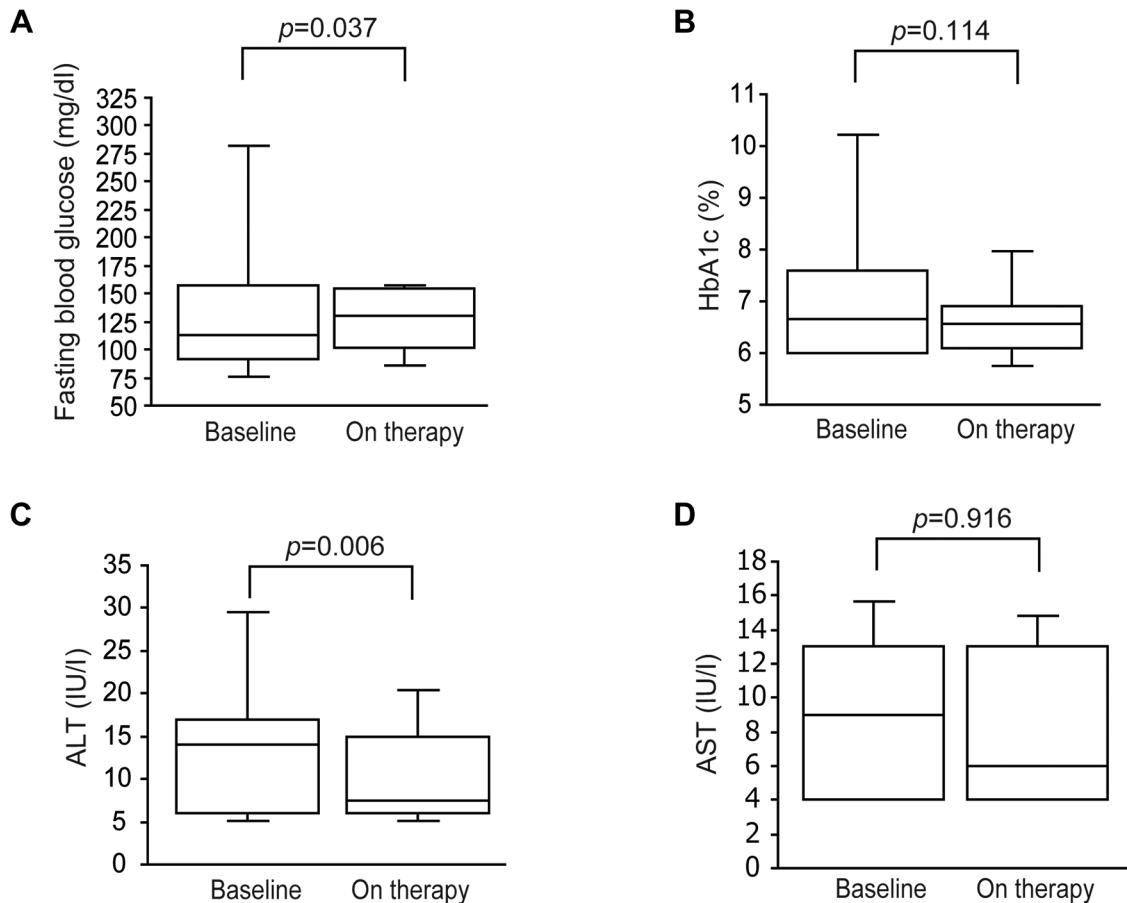 A
p=0.037
Fasting blood glucose (mg/dl)
325
300
275
250
225
200
175
150
125
100
75
50
Baseline
On therapy
B
p=0.114
HbA1c (%)
11
10
9
8
7
6
5
Baseline
On therapy
C
p=0.006
ALT (IU/l)
35
30
25
20
15
10
5
0
Baseline
On therapy
D
p=0.916
AST (IU/l)
18
16
14
12
10
8
6
4
2
0
Baseline
On therapy